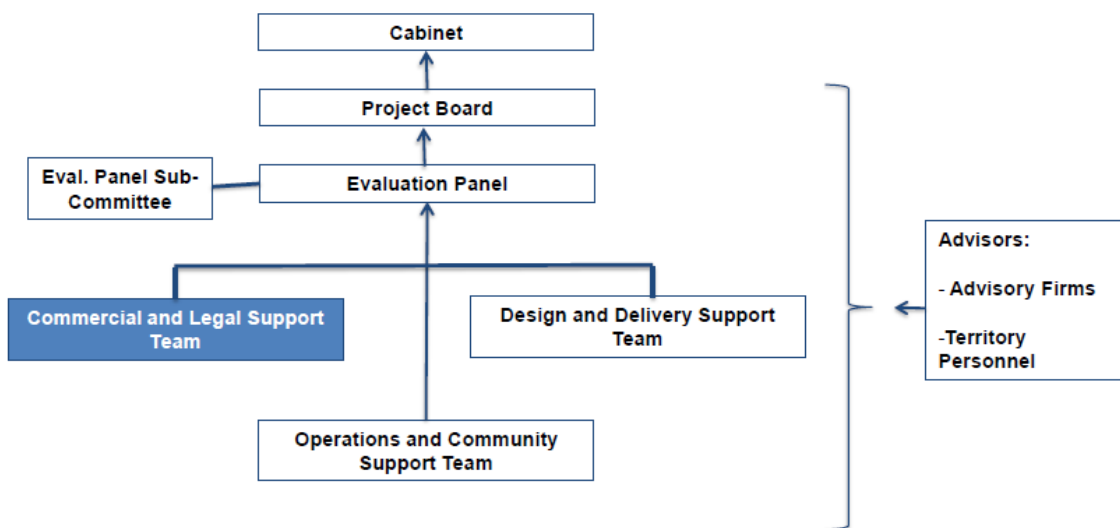 Cabinet
Project Board
Eval. Panel Sub-
Committee
Evaluation Panel
Advisors:
- Advisory Firms
-Territory
Personnel
Commercial and Legal Support
Team
Design and Delivery Support
Team
Operations and Community
Support Team